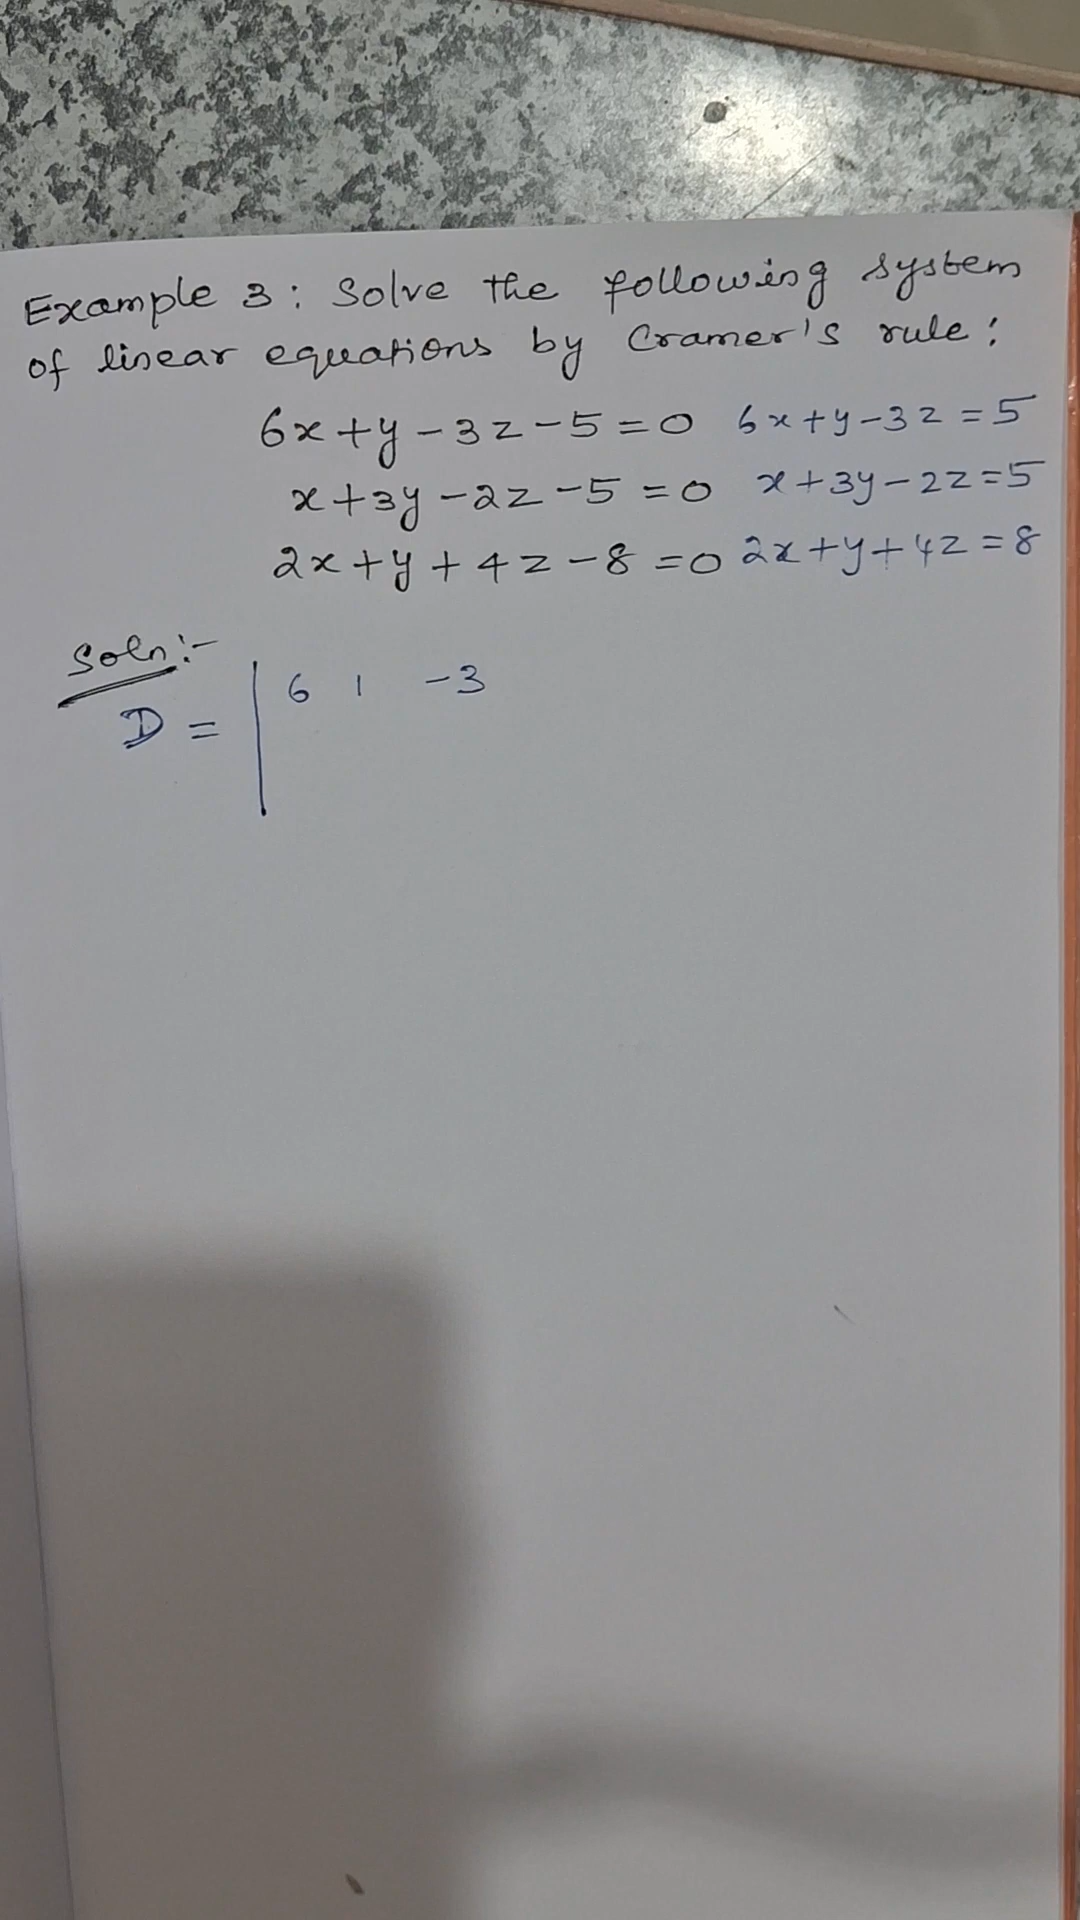 Example 3: Solve the following system
of linear equations by Cramer's rule:
6x+y-3z-5=0 6x+y-3z=5
x+3y-2z-5=0 x+3y-2z=5
2x+y+4z-8=0 2x+y+4z=8
Soln:-
D = | 6 1 -3